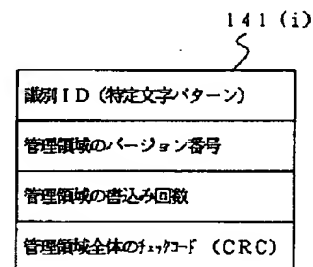 141(i)
識別ID(特定文字パターン)
管理領域のバージョン番号
管理領域の書込み回数
管理領域全体のチェックコード(CRC)